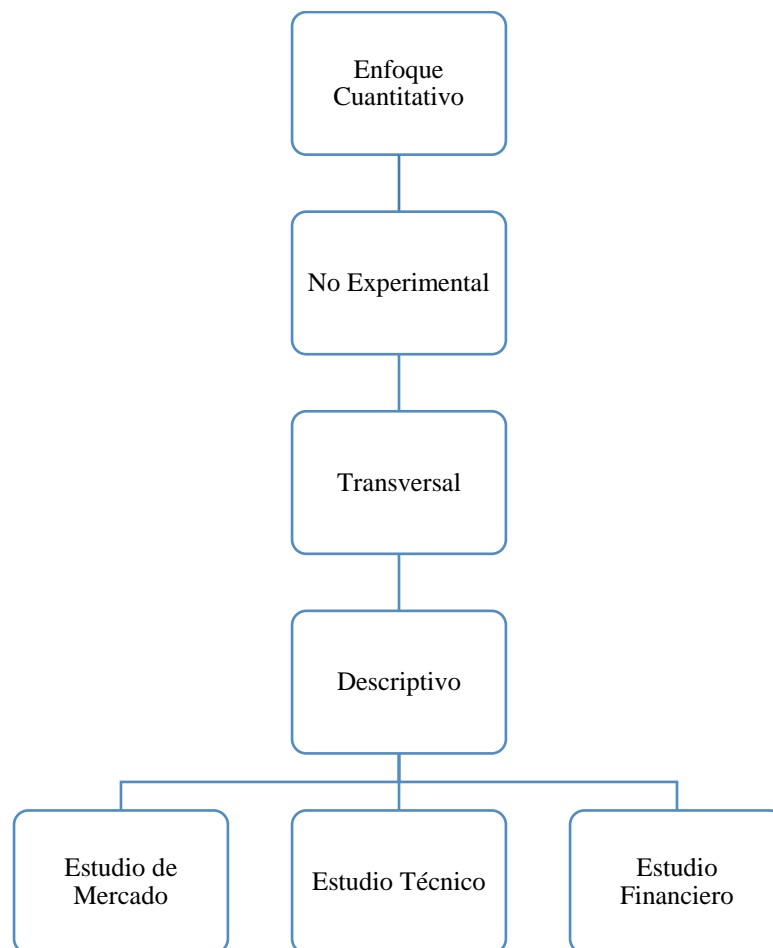 Enfoque
Cuantitativo
No Experimental
Transversal
Descriptivo
Estudio de
Mercado
Estudio Técnico
Estudio
Financiero